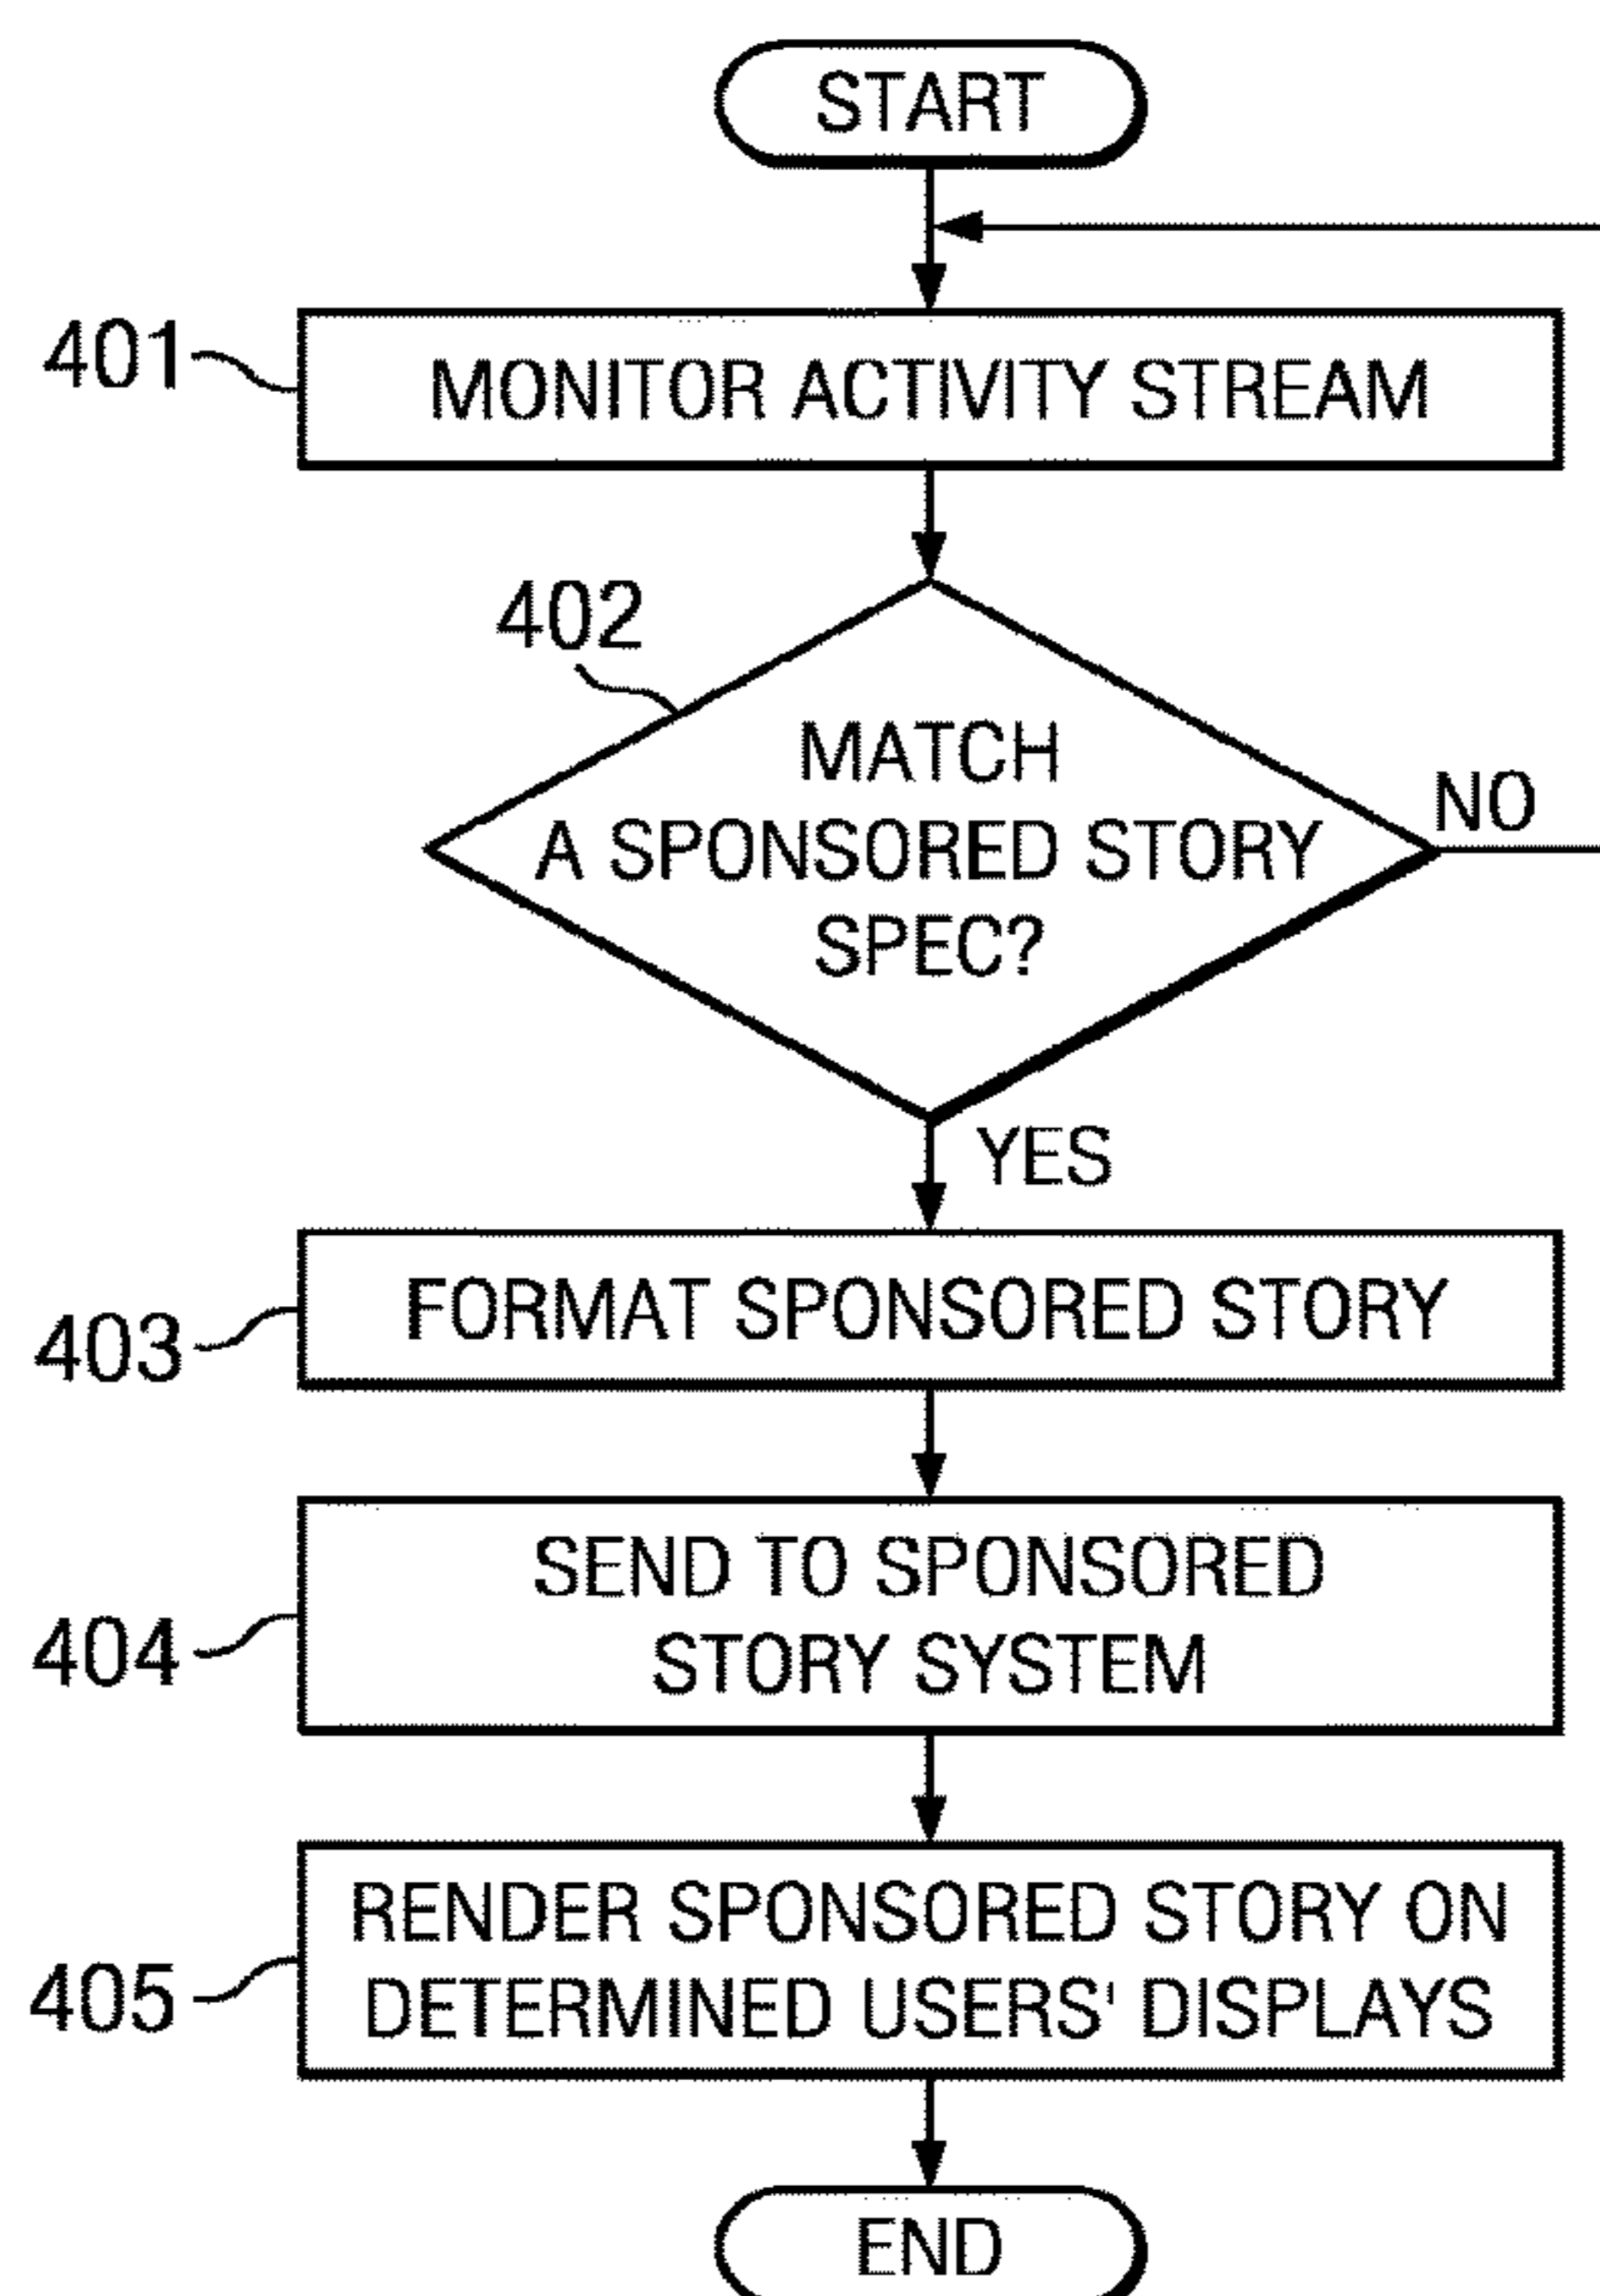 START
401
MONITOR ACTIVITY STREAM
402
MATCH
A SPONSORED STORY
SPEC?
NO
YES
403
FORMAT SPONSORED STORY
404
SEND TO SPONSORED
STORY SYSTEM
405
RENDER SPONSORED STORY ON
DETERMINED USERS' DISPLAYS
END